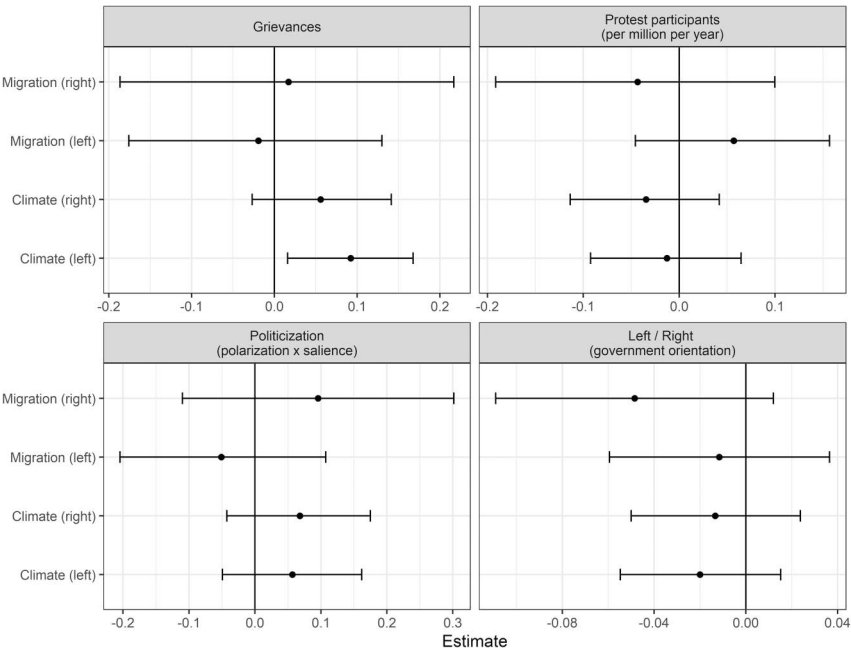 Grievances
Protest participants
(per million per year)
Migration (right)
Migration (left)
Climate (right)
Climate (left)
-0.2 -0.1 0.0 0.1 0.2
-0.2 -0.1 0.0 0.1
Politicization
(polarization x salience)
Left / Right
(government orientation)
Migration (right)
Migration (left)
Climate (right)
Climate (left)
-0.2 -0.1 0.0 0.1 0.2 0.3
-0.08 -0.04 0.00 0.04
Estimate